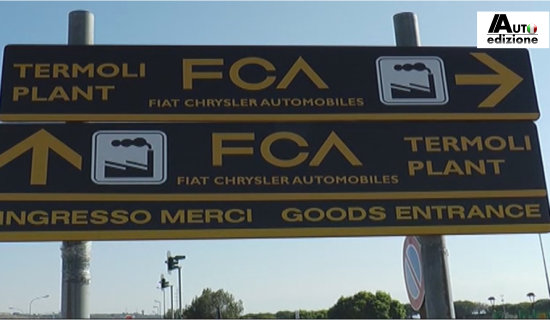 Auto
edizione
TERMOLI
PLANT
FCA
FIAT CHRYSLER AUTOMOBILES
FCA
FIAT CHRYSLER AUTOMOBILES
TERMOLI
PLANT
INGRESSO MERCI GOODS ENTRANCE